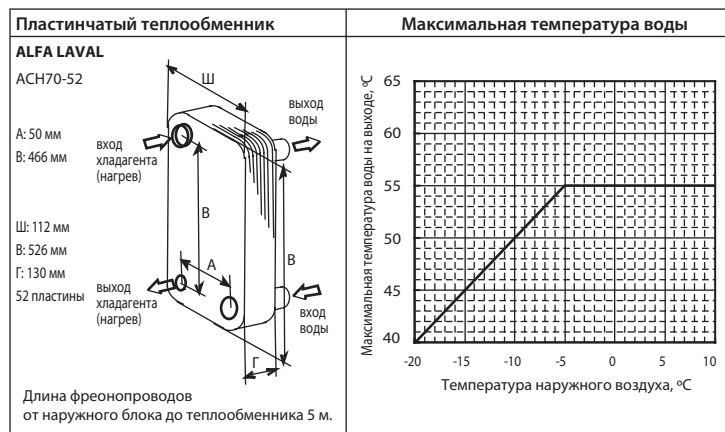 Пластинчатый теплообменник
Максимальная температура воды
ALFA LAVAL
ACH70-52
А: 50 мм
В: 466 мм
Ш: 112 мм
В: 526 мм
Г: 130 мм
52 пластины
Ш
выход
воды
вход
хладагента
(нагрев)
В
А
В
выход
хладагента
(нагрев)
вход
воды
Г
Длина фреонопроводов
от наружного блока до теплообменника 5 м.
Максимальная температура воды на выходе, ºС
65
60
55
50
45
40
-20 -15 -10 -5 0 5 10
Температура наружного воздуха, ºС